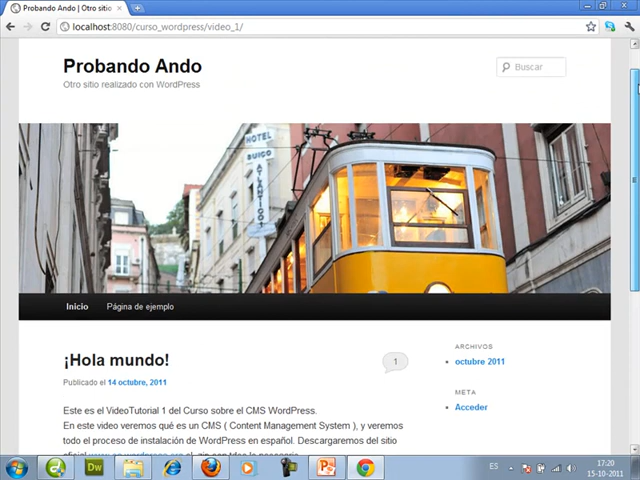 Probando Ando | Otro sitio
localhost:8080/curso_wordpress/video_1/
Probando Ando
Otro sitio realizado con WordPress
Buscar
HOTEL
SUICO
ATLANTICO
Inicio
Página de ejemplo
¡Hola mundo!
1
Publicado el 14 octubre, 2011
Este es el VideoTutorial 1 del Curso sobre el CMS WordPress.
En este video veremos qué es un CMS ( Content Management System ), y veremos
todo el proceso de instalación de WordPress en español. Descargaremos del sitio
ARCHIVOS
octubre 2011
META
Acceder
Dw
ES
17:20
15-10-2011